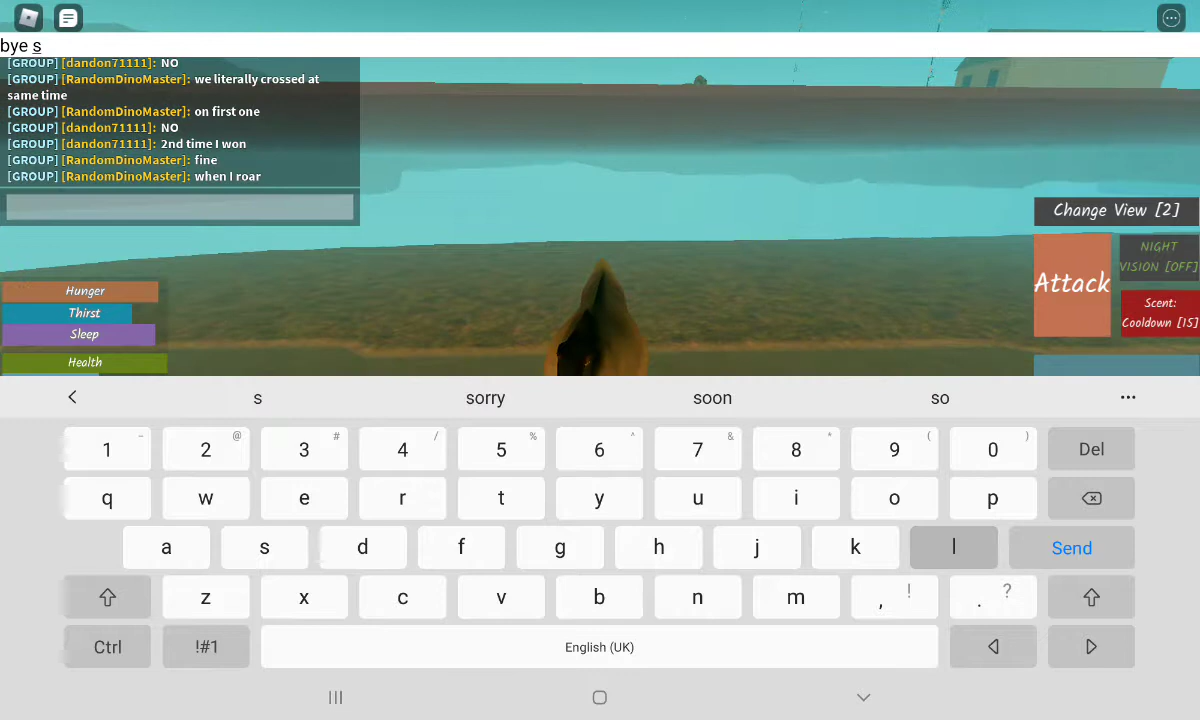 bye s
[GROUP] [dandon71111]: NO
[GROUP] [RandomDinoMaster]: we literally crossed at
same time
[GROUP] [RandomDinoMaster]: on first one
[GROUP] [dandon71111]: NO
[GROUP] [dandon71111]: 2nd time I won
[GROUP] [RandomDinoMaster]: fine
[GROUP] [RandomDinoMaster]: when I roar
Change View [2]
Attack
NIGHT
VISION [OFF]
Scent:
Cooldown [15]
Hunger
Thirst
Sleep
Health
s sorry soon so
1 - 2 @ 3 # 4 / 5 % 6 ^ 7 & 8 * 9 ( 0 ) Del
q w e r t y u i o p
a s d f g h j k l Send
z x c v b n m , ! . ?
Ctrl !#1 English (UK)